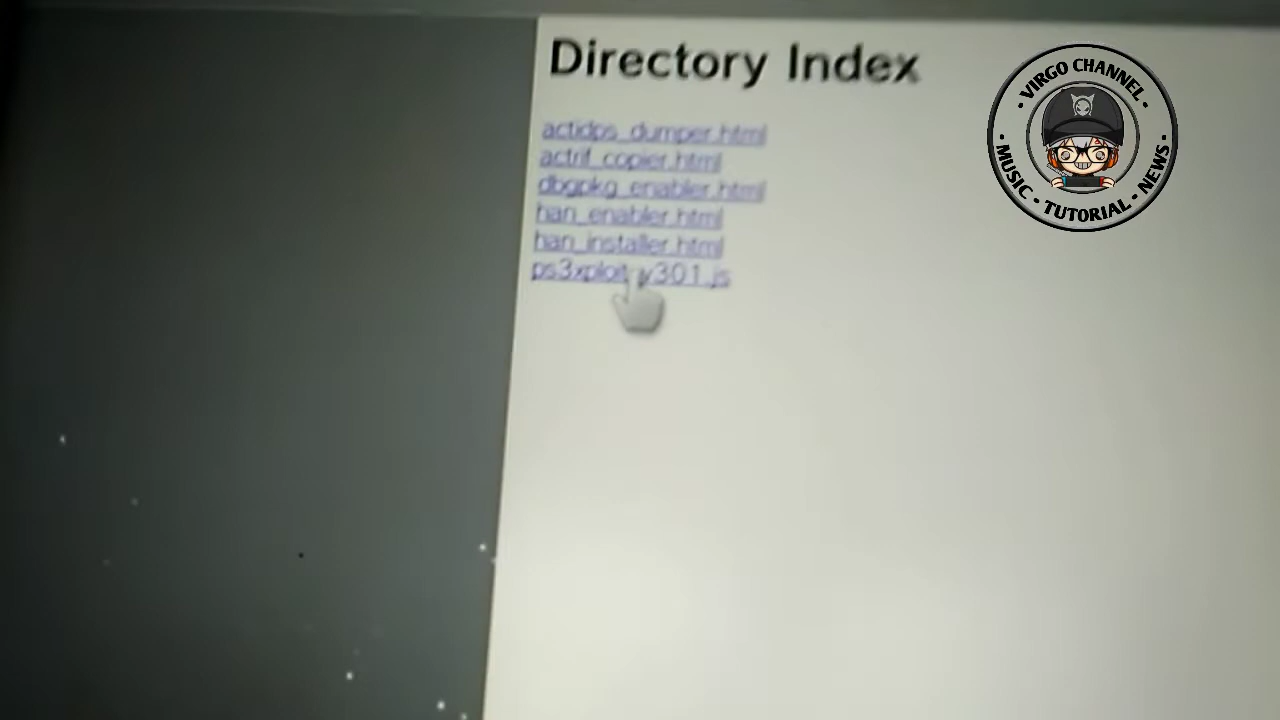 Directory Index
actidps_dumper.html
actrif_copier.html
dbgpkg_enabler.html
han_enabler.html
han_installer.html
ps3xploit_v301.js
VIRGO CHANNEL
MUSIC • TUTORIAL • NEWS